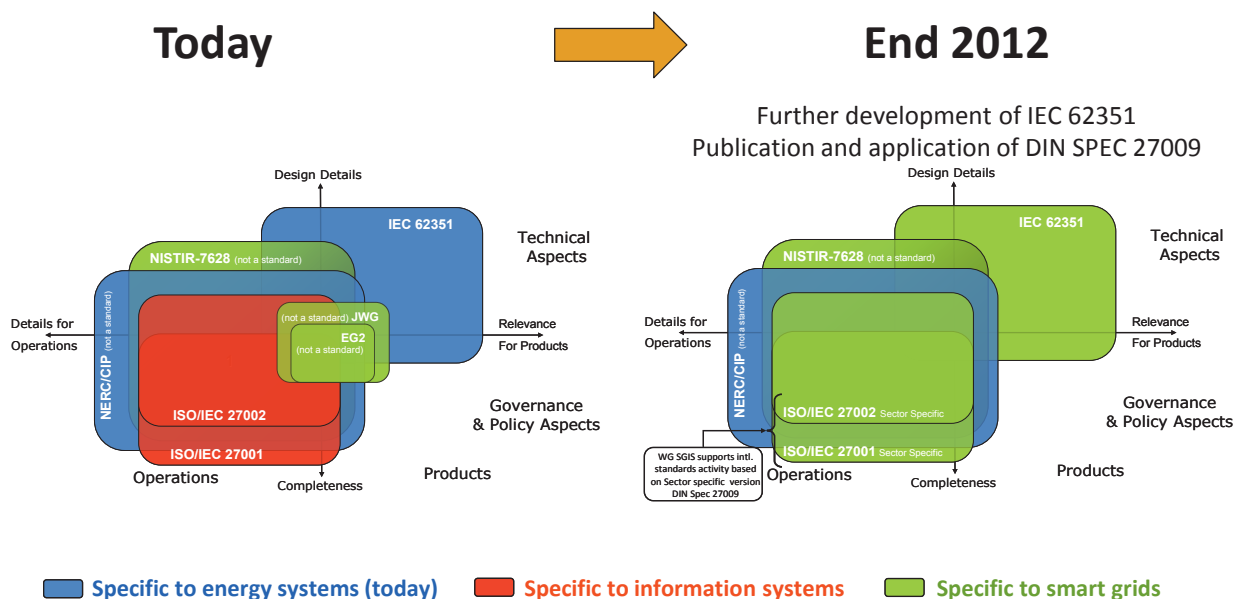 Today
End 2012
Further development of IEC 62351
Publication and application of DIN SPEC 27009
Design Details
IEC 62351
NISTIR-7628 (not a standard)
Technical
Aspects
(not a standard) JWG
EG2
(not a standard)
Details for
Operations
Relevance
For Products
NERC/CIP (not a standard)
ISO/IEC 27002
Governance
& Policy Aspects
ISO/IEC 27001
Operations
Products
Completeness
Design Details
IEC 62351
NISTIR-7628 (not a standard)
Technical
Aspects
Details for
Operations
Relevance
For Products
NERC/CIP (not a standard)
ISO/IEC 27002 Sector Specific
Governance
& Policy Aspects
ISO/IEC 27001 Sector Specific
WG SGIS supports intl.
standards activity based
on Sector specific version
DIN Spec 27009
Operations
Products
Completeness
Specific to energy systems (today)
Specific to information systems
Specific to smart grids